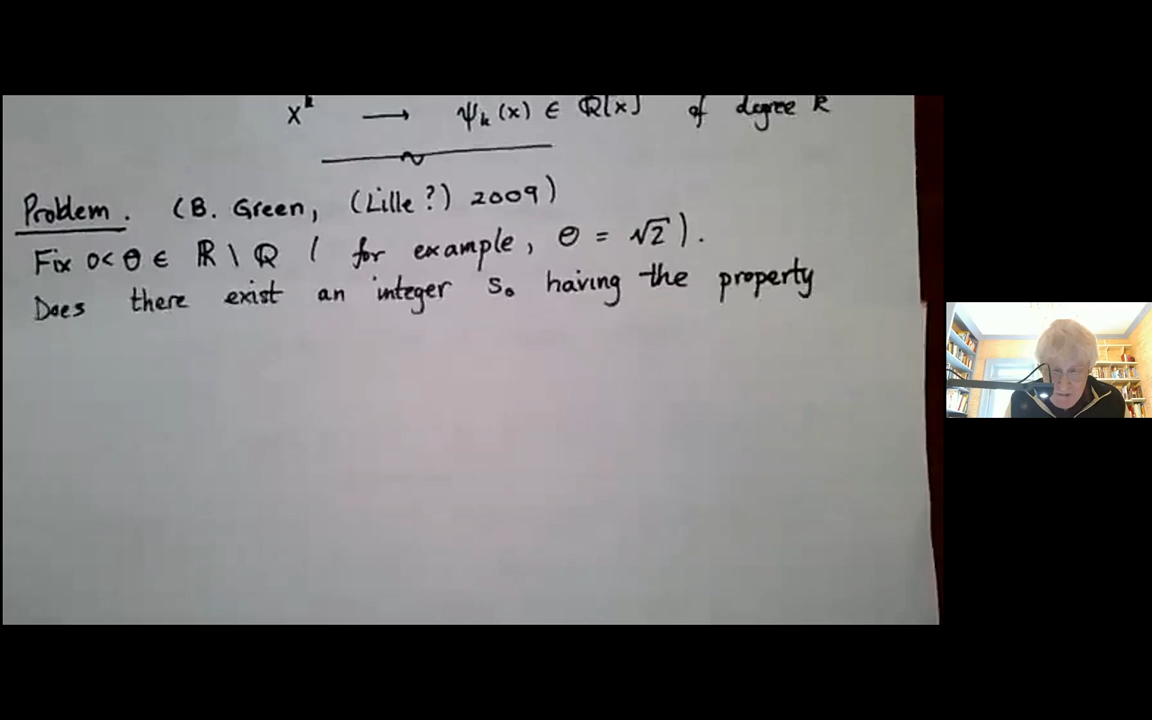 x^k → ψ_k(x) ∈ Q[x] of degree k
Problem. (B. Green, (Lille?) 2009)
Fix 0 < θ ∈ ℝ \ ℚ ( for example, θ = √2 ).
Does there exist an integer s₀ having the property